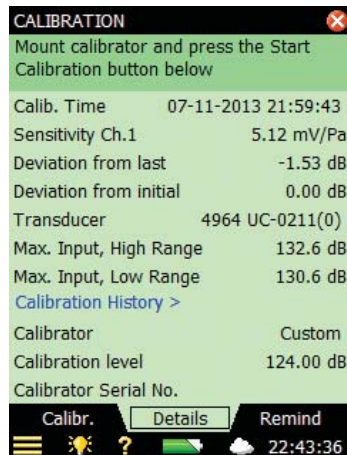 CALIBRATION
Mount calibrator and press the Start
Calibration button below
Calib. Time 07-11-2013 21:59:43
Sensitivity Ch.1 5.12 mV/Pa
Deviation from last -1.53 dB
Deviation from initial 0.00 dB
Transducer 4964 UC-0211(0)
Max. Input, High Range 132.6 dB
Max. Input, Low Range 130.6 dB
Calibration History >
Calibrator Custom
Calibration level 124.00 dB
Calibrator Serial No.
Calibr. Details Remind
? 22:43:36